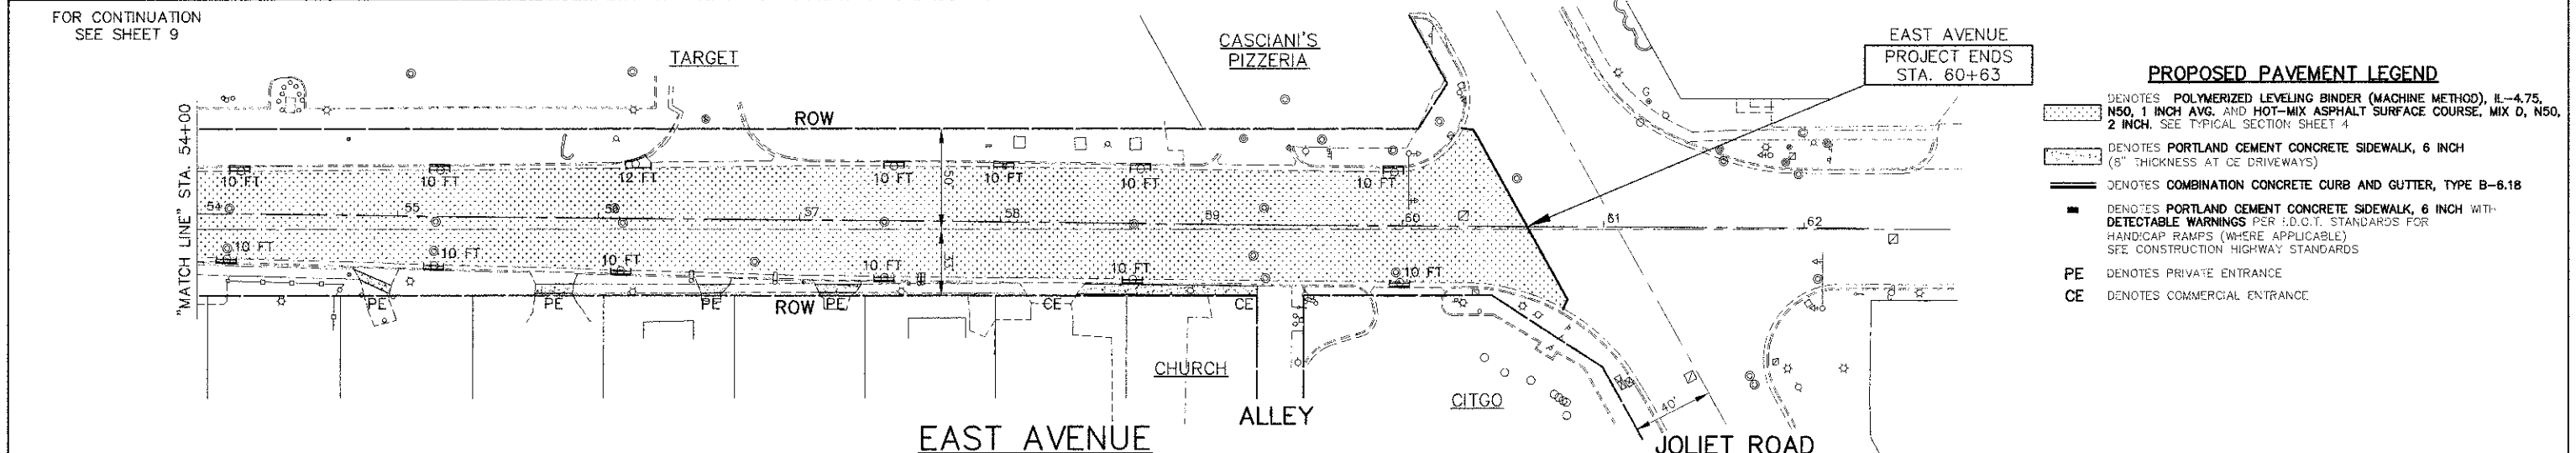 FOR CONTINUATION
SEE SHEET 9
TARGET
CASCIANI'S
PIZZERIA
EAST AVENUE
PROJECT ENDS
STA. 60+63
"MATCH LINE" STA. 54+00
ROW
10 FT
10 FT
12 FT
10 FT
10 FT
10 FT
10 FT
50'
54
55
56
57
58
59
60
61
62
33'
10 FT
10 FT
10 FT
10 FT
10 FT
10 FT
PE
PE
PE
PE
ROW
CE
CE
G
CHURCH
ALLEY
CITGO
40'
EAST AVENUE
JOLIET ROAD
PROPOSED PAVEMENT LEGEND
DENOTES POLYMERIZED LEVELING BINDER (MACHINE METHOD), IL-4.75,
N50, 1 INCH AVG. AND HOT-MIX ASPHALT SURFACE COURSE, MIX D, N50,
2 INCH. SEE TYPICAL SECTION SHEET 4
DENOTES PORTLAND CEMENT CONCRETE SIDEWALK, 6 INCH
(8" THICKNESS AT CE DRIVEWAYS)
DENOTES COMBINATION CONCRETE CURB AND GUTTER, TYPE B-6.18
DENOTES PORTLAND CEMENT CONCRETE SIDEWALK, 6 INCH WITH
DETECTABLE WARNINGS PER I.D.O.T. STANDARDS FOR
HANDICAP RAMPS (WHERE APPLICABLE)
SEE CONSTRUCTION HIGHWAY STANDARDS
PE DENOTES PRIVATE ENTRANCE
CE DENOTES COMMERCIAL ENTRANCE